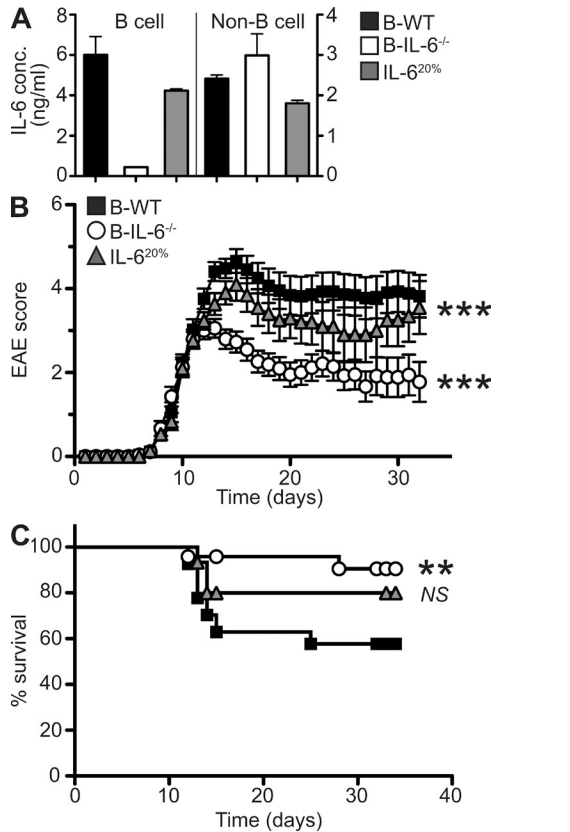 A
B cell
Non-B cell
IL-6 conc.
(ng/ml)
8
6
4
2
0
4
3
2
1
0
B-WT
B-IL-6-/-
IL-620%
B
B-WT
B-IL-6-/-
IL-620%
EAE score
6
4
2
0
***
***
0
10
20
30
Time (days)
C
% survival
100
80
60
40
20
0
**
NS
0
10
20
30
40
Time (days)